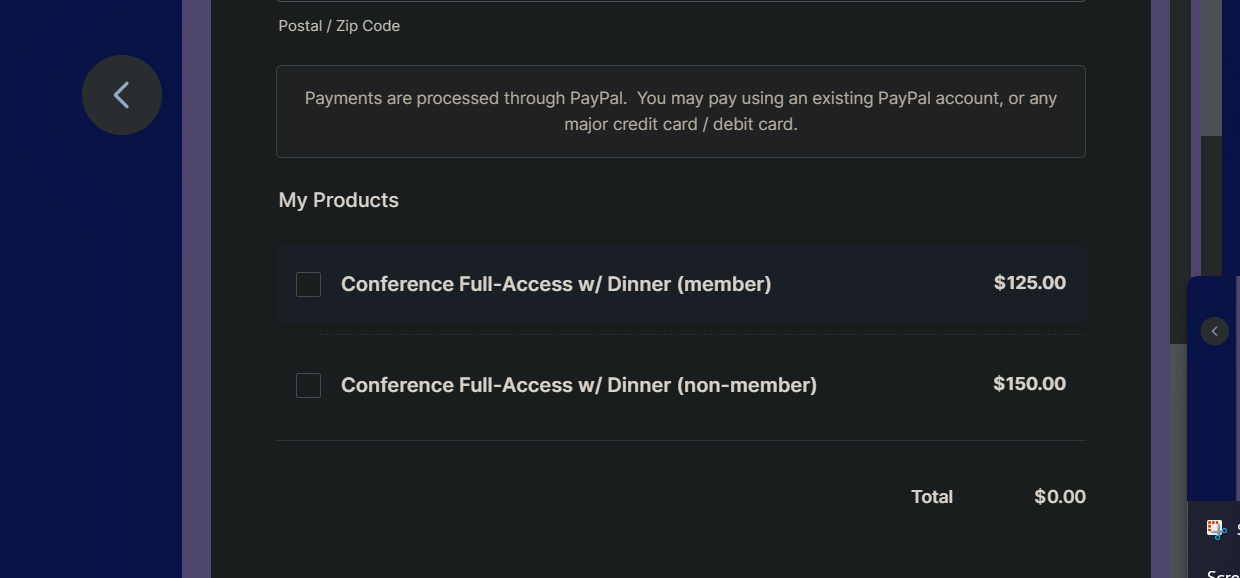 Postal / Zip Code
Payments are processed through PayPal.  You may pay using an existing PayPal account, or any
major credit card / debit card.
My Products
Conference Full-Access w/ Dinner (member) $125.00
Conference Full-Access w/ Dinner (non-member) $150.00
Total $0.00